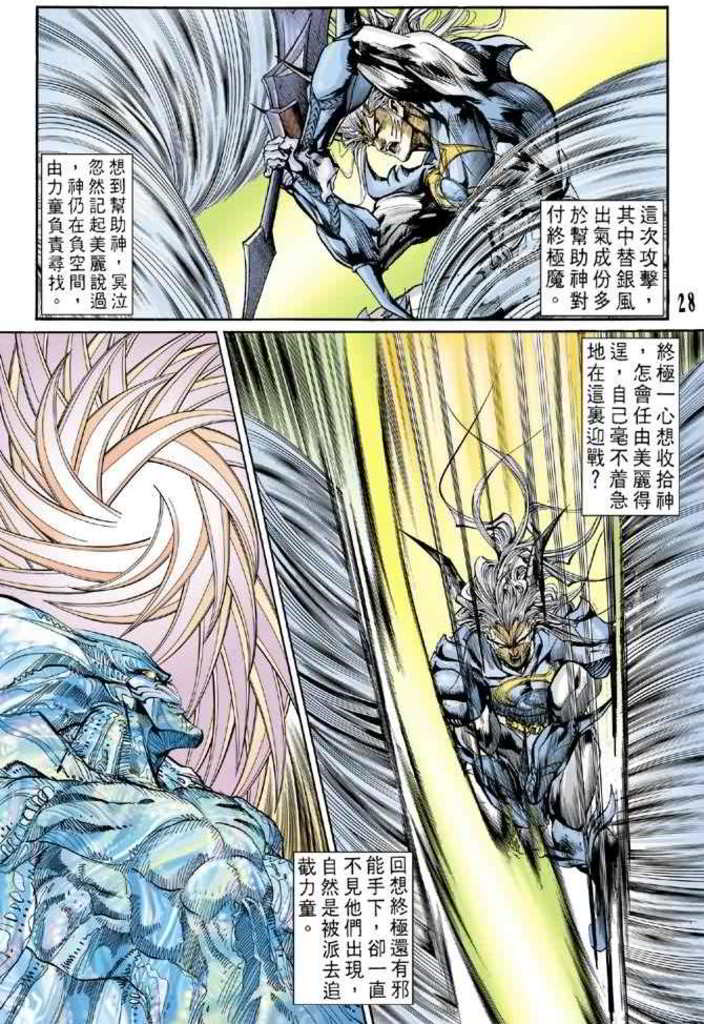 這次攻擊，
其中替銀風
出氣成份多
於幫助神對
付終極魔。
想到幫助神，冥泣
忽然記起美麗說過
，神仍在負空間，
由力童負責尋找。
28
終極一心想收拾神
，怎會任由美麗得
逞，自己毫不着急
地在這裏迎戰？
回想終極還有邪
能手下，卻一直
不見他們出現，
自然是被派去追
截力童。